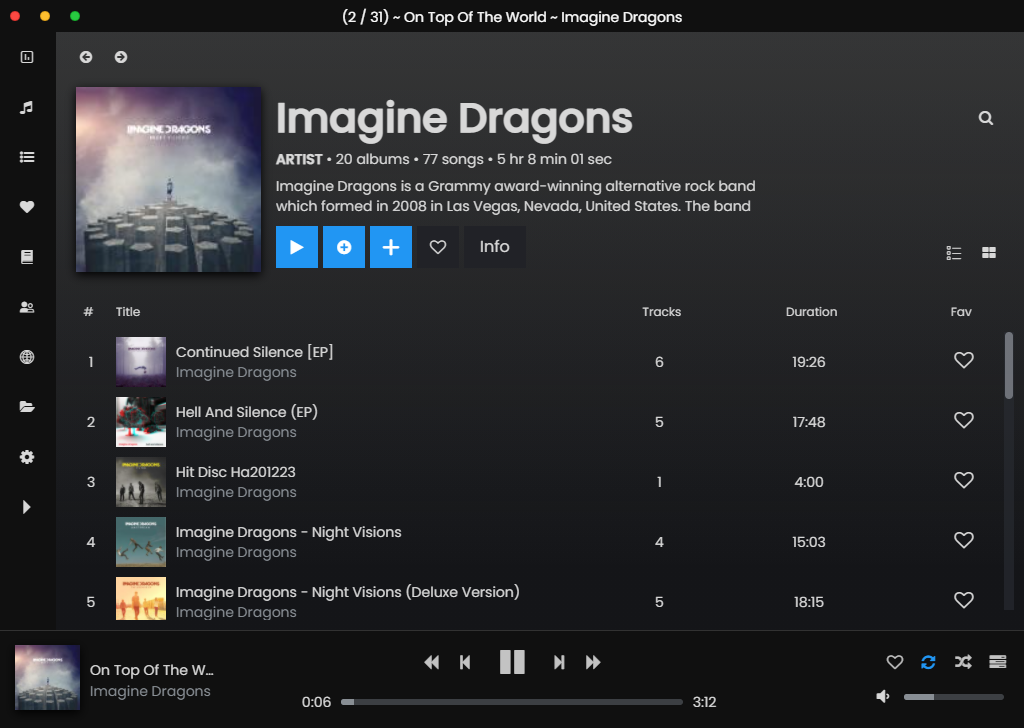 (2 / 31) ~ On Top Of The World ~ Imagine Dragons
IMAGINE DRAGONS
Imagine Dragons
ARTIST • 20 albums • 77 songs • 5 hr 8 min 01 sec
Imagine Dragons is a Grammy award-winning alternative rock band
which formed in 2008 in Las Vegas, Nevada, United States. The band
Info
# Title Tracks Duration Fav
1 Continued Silence [EP] 6 19:26
Imagine Dragons
2 Hell And Silence (EP) 5 17:48
Imagine Dragons
3 Hit Disc Ha201223 1 4:00
Imagine Dragons
4 Imagine Dragons - Night Visions 4 15:03
Imagine Dragons
5 Imagine Dragons - Night Visions (Deluxe Version) 5 18:15
Imagine Dragons
On Top Of The W...
Imagine Dragons
0:06 3:12